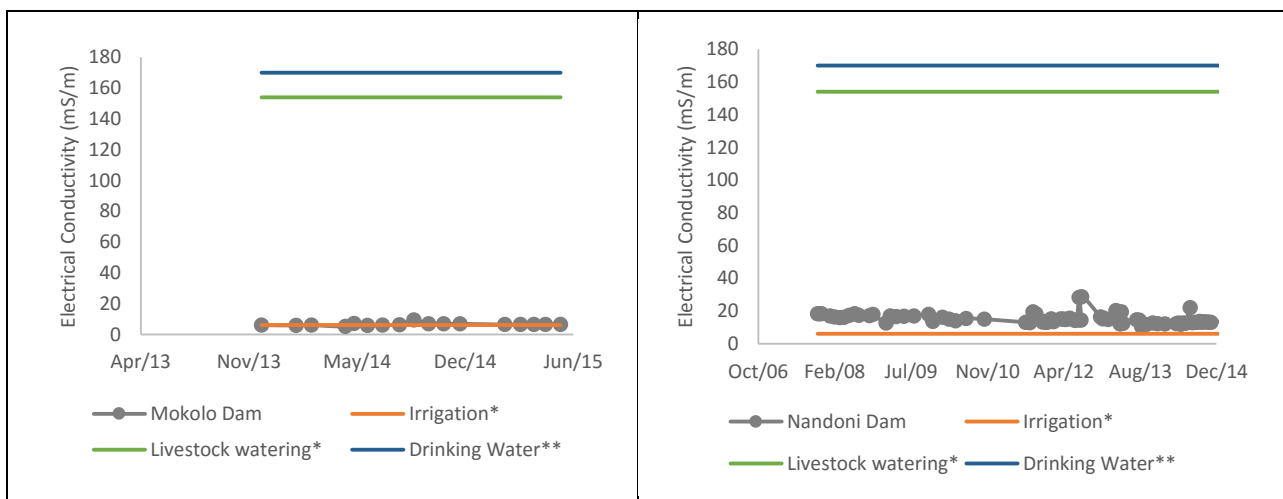 Electrical Conductivity (mS/m)
180
160
140
120
100
80
60
40
20
0
Apr/13 Nov/13 May/14 Dec/14 Jun/15
Mokolo Dam Irrigation*
Livestock watering* Drinking Water**
Electrical Conductivity (mS/m)
180
160
140
120
100
80
60
40
20
0
Oct/06 Feb/08 Jul/09 Nov/10 Apr/12 Aug/13 Dec/14
Nandoni Dam Irrigation*
Livestock watering* Drinking Water**